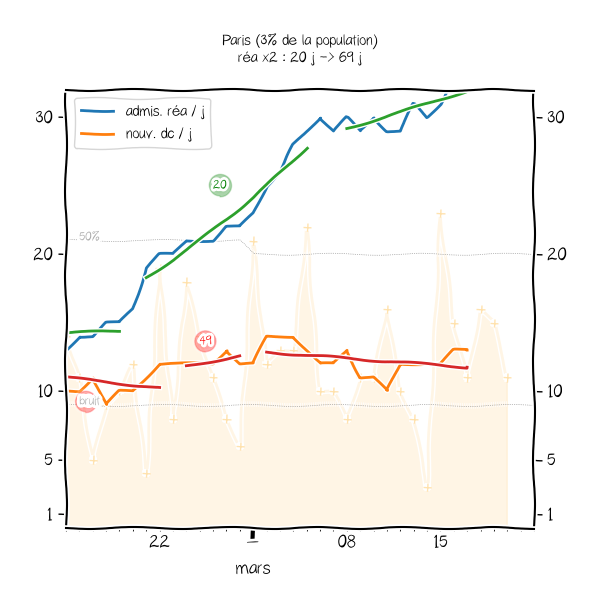 Paris (3% de la population)
réa x2 : 20 j -> 69 j
admis. réa / j
nouv. dc / j
30
30
20
50%
49
20
20
bruit
10
10
5
5
1
1
22
08
15
mars